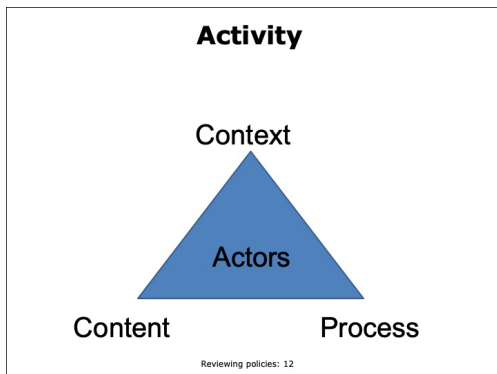 Activity
Context
Actors
Content Process
Reviewing policies: 12